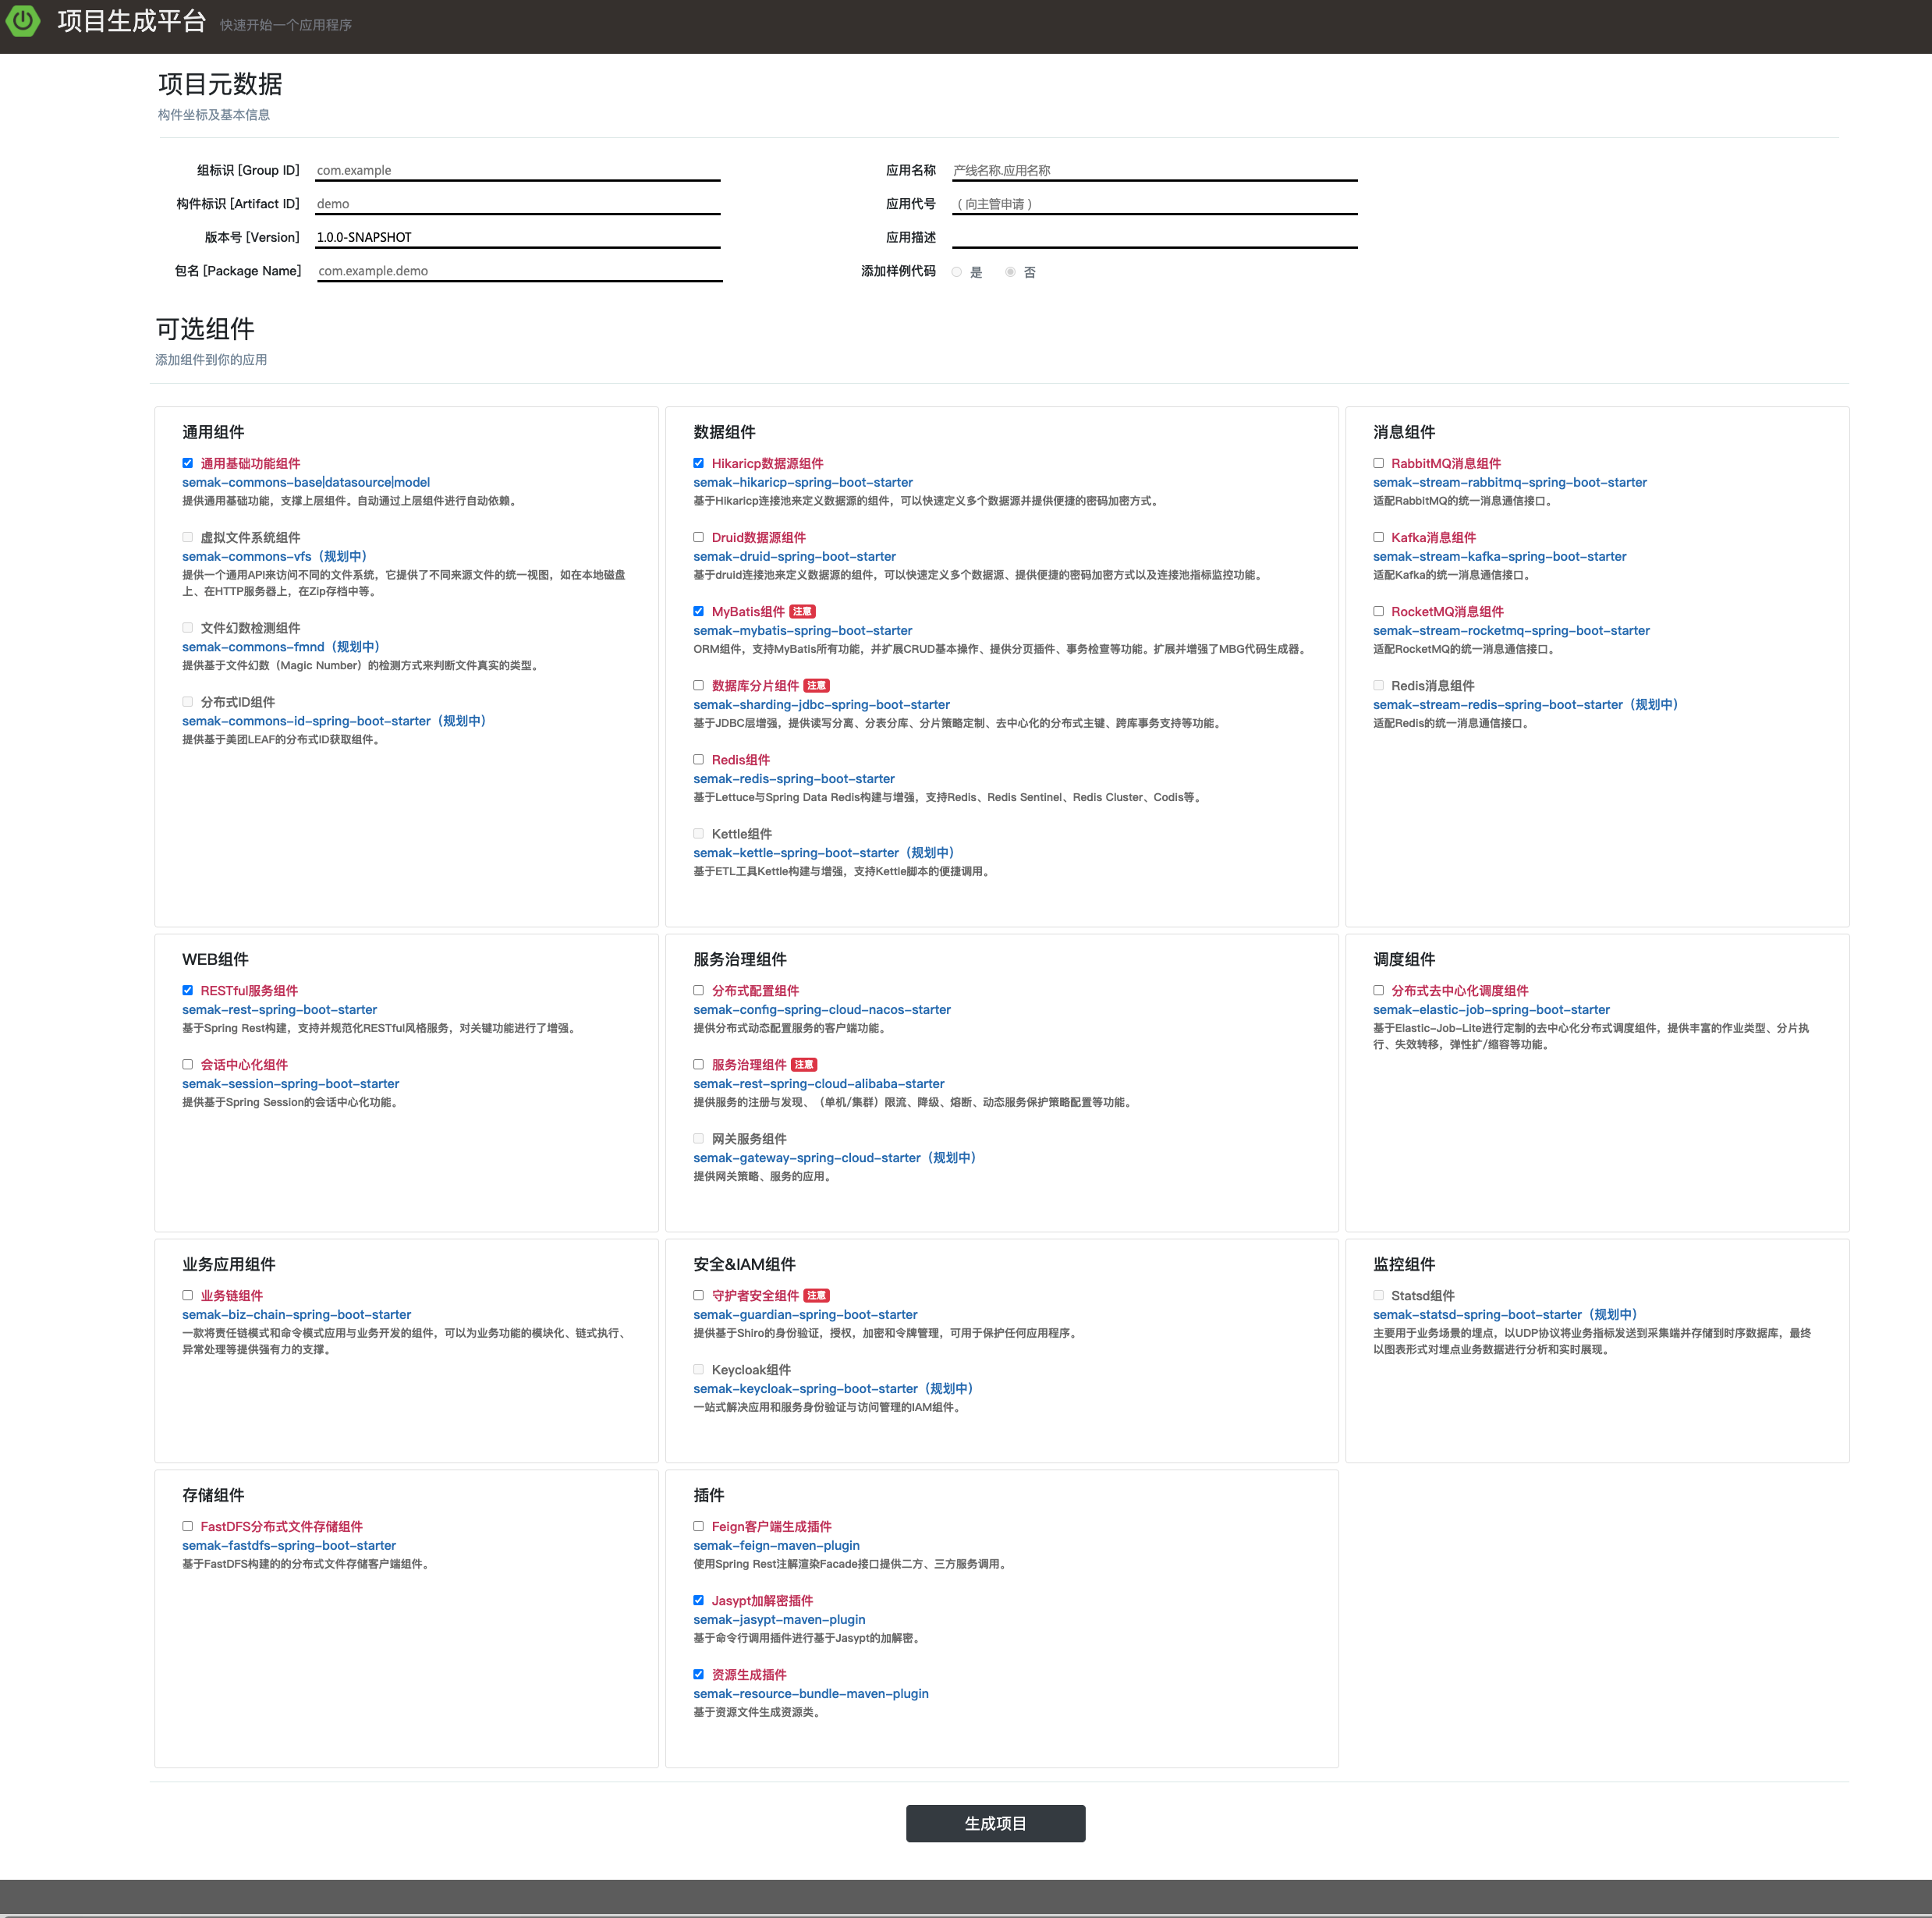 项目生成平台 快速开始一个应用程序
项目元数据
构件坐标及基本信息
组标识 [Group ID] com.example
构件标识 [Artifact ID] demo
版本号 [Version] 1.0.0-SNAPSHOT
包名 [Package Name] com.example.demo
应用名称 产线名称.应用名称
应用代号 （向主管申请）
应用描述
添加样例代码 是 否
可选组件
添加组件到你的应用
通用组件
通用基础功能组件
semak-commons-base|datasource|model
提供通用基础功能，支撑上层组件。自动通过上层组件进行自动依赖。
虚拟文件系统组件
semak-commons-vfs（规划中）
提供一个通用API来访问不同的文件系统，它提供了不同来源文件的统一视图，如在本地磁盘
上、在HTTP服务器上，在Zip存档中等。
文件幻数检测组件
semak-commons-fmnd（规划中）
提供基于文件幻数（Magic Number）的检测方式来判断文件真实的类型。
分布式ID组件
semak-commons-id-spring-boot-starter（规划中）
提供基于美团LEAF的分布式ID获取组件。
数据组件
Hikaricp数据源组件
semak-hikaricp-spring-boot-starter
基于Hikaricp连接池来定义数据源的组件，可以快速定义多个数据源并提供便捷的密码加密方式。
Druid数据源组件
semak-druid-spring-boot-starter
基于druid连接池来定义数据源的组件，可以快速定义多个数据源、提供便捷的密码加密方式以及连接池指标监控功能。
MyBatis组件 注意
semak-mybatis-spring-boot-starter
ORM组件，支持MyBatis所有功能，并扩展CRUD基本操作、提供分页插件、事务检查等功能。扩展并增强了MBG代码生成器。
数据库分片组件 注意
semak-sharding-jdbc-spring-boot-starter
基于JDBC层增强，提供读写分离、分表分库、分片策略定制、去中心化的分布式主键、跨库事务支持等功能。
Redis组件
semak-redis-spring-boot-starter
基于Lettuce与Spring Data Redis构建与增强，支持Redis、Redis Sentinel、Redis Cluster、Codis等。
Kettle组件
semak-kettle-spring-boot-starter（规划中）
基于ETL工具Kettle构建与增强，支持Kettle脚本的便捷调用。
消息组件
RabbitMQ消息组件
semak-stream-rabbitmq-spring-boot-starter
适配RabbitMQ的统一消息通信接口。
Kafka消息组件
semak-stream-kafka-spring-boot-starter
适配Kafka的统一消息通信接口。
RocketMQ消息组件
semak-stream-rocketmq-spring-boot-starter
适配RocketMQ的统一消息通信接口。
Redis消息组件
semak-stream-redis-spring-boot-starter（规划中）
适配Redis的统一消息通信接口。
WEB组件
RESTful服务组件
semak-rest-spring-boot-starter
基于Spring Rest构建，支持并规范化RESTful风格服务，对关键功能进行了增强。
会话中心化组件
semak-session-spring-boot-starter
提供基于Spring Session的会话中心化功能。
服务治理组件
分布式配置组件
semak-config-spring-cloud-nacos-starter
提供分布式动态配置服务的客户端功能。
服务治理组件 注意
semak-rest-spring-cloud-alibaba-starter
提供服务的注册与发现、（单机/集群）限流、降级、熔断、动态服务保护策略配置等功能。
网关服务组件
semak-gateway-spring-cloud-starter（规划中）
提供网关策略、服务的应用。
调度组件
分布式去中心化调度组件
semak-elastic-job-spring-boot-starter
基于Elastic-Job-Lite进行定制的去中心化分布式调度组件，提供丰富的作业类型、分片执
行、失效转移，弹性扩/缩容等功能。
业务应用组件
业务链组件
semak-biz-chain-spring-boot-starter
一款将责任链模式和命令模式应用与业务开发的组件，可以为业务功能的模块化、链式执行、
异常处理等提供强有力的支撑。
安全&IAM组件
守护者安全组件 注意
semak-guardian-spring-boot-starter
提供基于Shiro的身份验证，授权，加密和令牌管理，可用于保护任何应用程序。
Keycloak组件
semak-keycloak-spring-boot-starter（规划中）
一站式解决应用和服务身份验证与访问管理的IAM组件。
监控组件
Statsd组件
semak-statsd-spring-boot-starter（规划中）
主要用于业务场景的埋点，以UDP协议将业务指标发送到采集端并存储到时序数据库，最终
以图表形式对埋点业务数据进行分析和实时展现。
存储组件
FastDFS分布式文件存储组件
semak-fastdfs-spring-boot-starter
基于FastDFS构建的的分布式文件存储客户端组件。
插件
Feign客户端生成插件
semak-feign-maven-plugin
使用Spring Rest注解渲染Facade接口提供二方、三方服务调用。
Jasypt加解密插件
semak-jasypt-maven-plugin
基于命令行调用插件进行基于Jasypt的加解密。
资源生成插件
semak-resource-bundle-maven-plugin
基于资源文件生成资源类。
生成项目